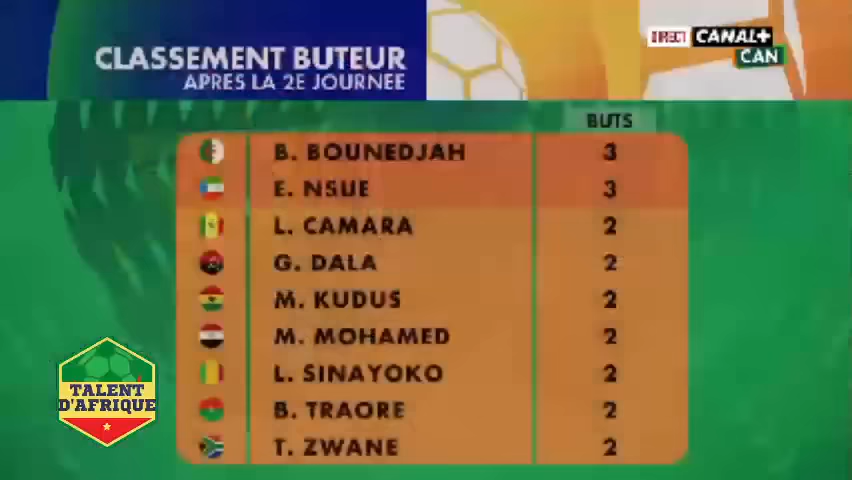 DIRECT CANAL+
CAN
CLASSEMENT BUTEUR
APRES LA 2E JOURNEE
BUTS
B. BOUNEDJAH 3
E. NSUE 3
L. CAMARA 2
G. DALA 2
M. KUDUS 2
M. MOHAMED 2
L. SINAYOKO 2
B. TRAORE 2
T. ZWANE 2
TALENT
D'AFRIQUE